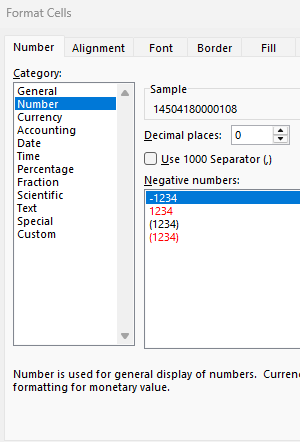 Format Cells
Number Alignment Font Border Fill
Category:
General
Number
Currency
Accounting
Date
Time
Percentage
Fraction
Scientific
Text
Special
Custom
Sample
14504180000108
Decimal places: 0
Use 1000 Separator (,)
Negative numbers:
-1234
1234
(1234)
(1234)
Number is used for general display of numbers. Curren
formatting for monetary value.